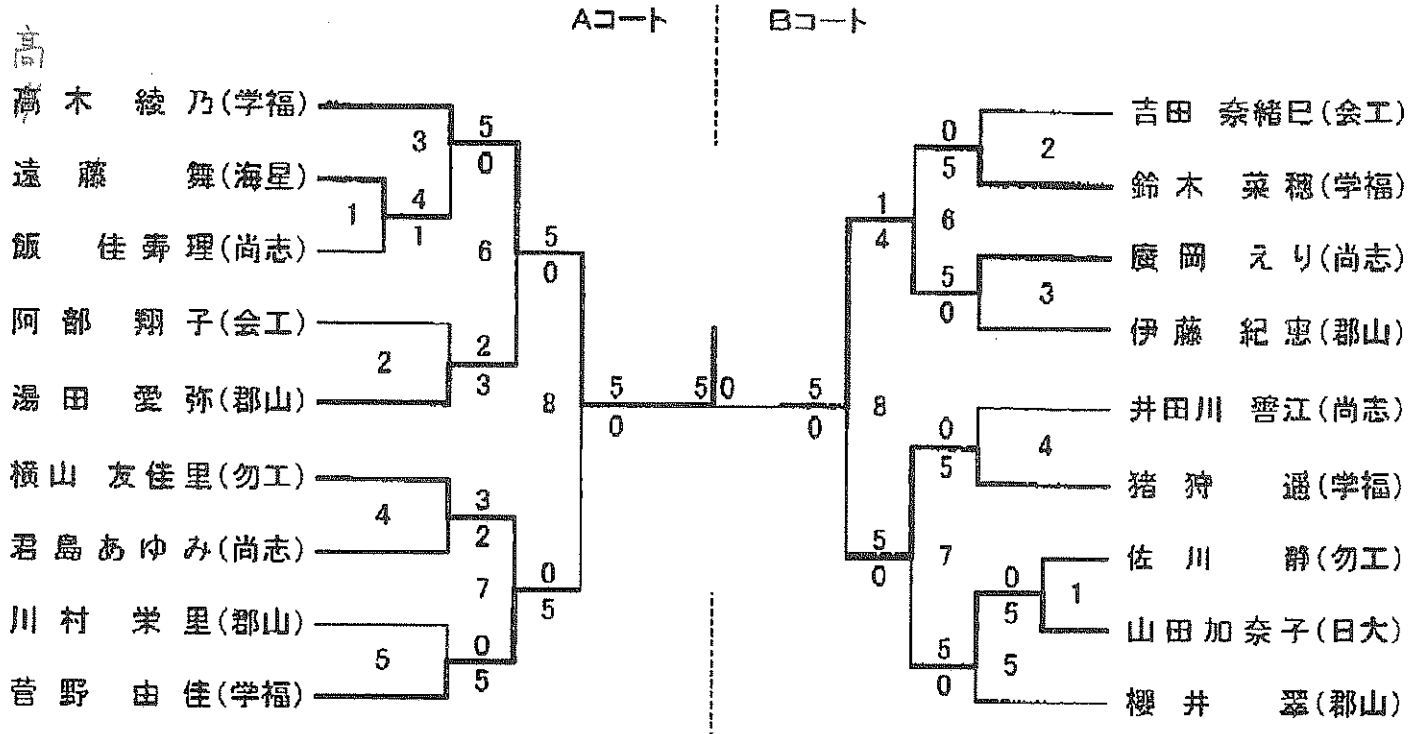 Aコート Bコート
高
高木 綾乃(学福)
遠藤 舞(海星)
飯 佳寿理(尚志)
阿部 翔子(会工)
湯田 愛弥(郡山)
横山 友佳里(勿工)
君島あゆみ(尚志)
川村 栄里(郡山)
菅野 由佳(学福)
3
5
0
1
4
1
6
5
0
2
2
3
8
5
0
4
3
2
7
0
5
5
0
5
5 0
吉田 奈緒巳(会工)
鈴木 菜穂(学福)
廣岡 えり(尚志)
伊藤 紀恵(郡山)
井田川 (尚志)
猪狩 遥(学福)
佐川 静(勿工)
山田加奈子(日大)
櫻井 翠(郡山)
0
5
2
1
4
6
5
0
3
5
0
8
0
5
4
5
0
7
0
5
1
5
0
5